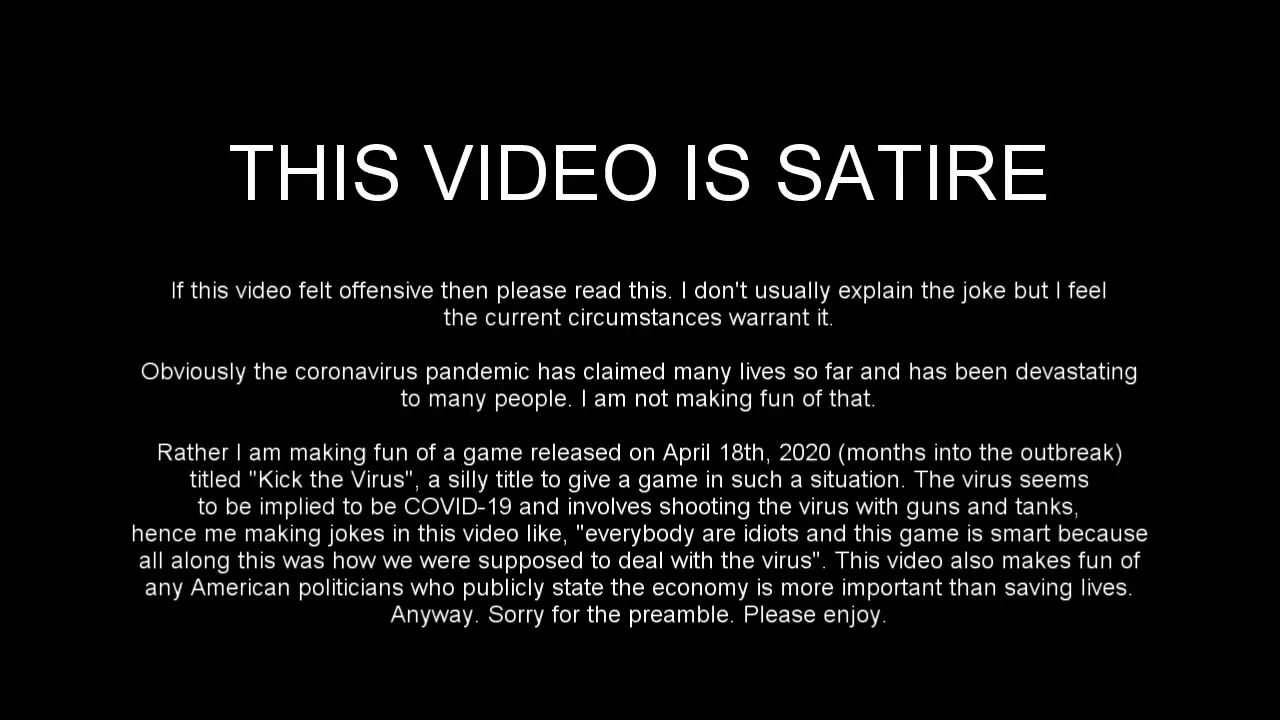 THIS VIDEO IS SATIRE
If this video felt offensive then please read this. I don't usually explain the joke but I feel
the current circumstances warrant it.
Obviously the coronavirus pandemic has claimed many lives so far and has been devastating
to many people. I am not making fun of that.
Rather I am making fun of a game released on April 18th, 2020 (months into the outbreak)
titled "Kick the Virus", a silly title to give a game in such a situation. The virus seems
to be implied to be COVID-19 and involves shooting the virus with guns and tanks,
hence me making jokes in this video like, "everybody are idiots and this game is smart because
all along this was how we were supposed to deal with the virus". This video also makes fun of
any American politicians who publicly state the economy is more important than saving lives.
Anyway. Sorry for the preamble. Please enjoy.